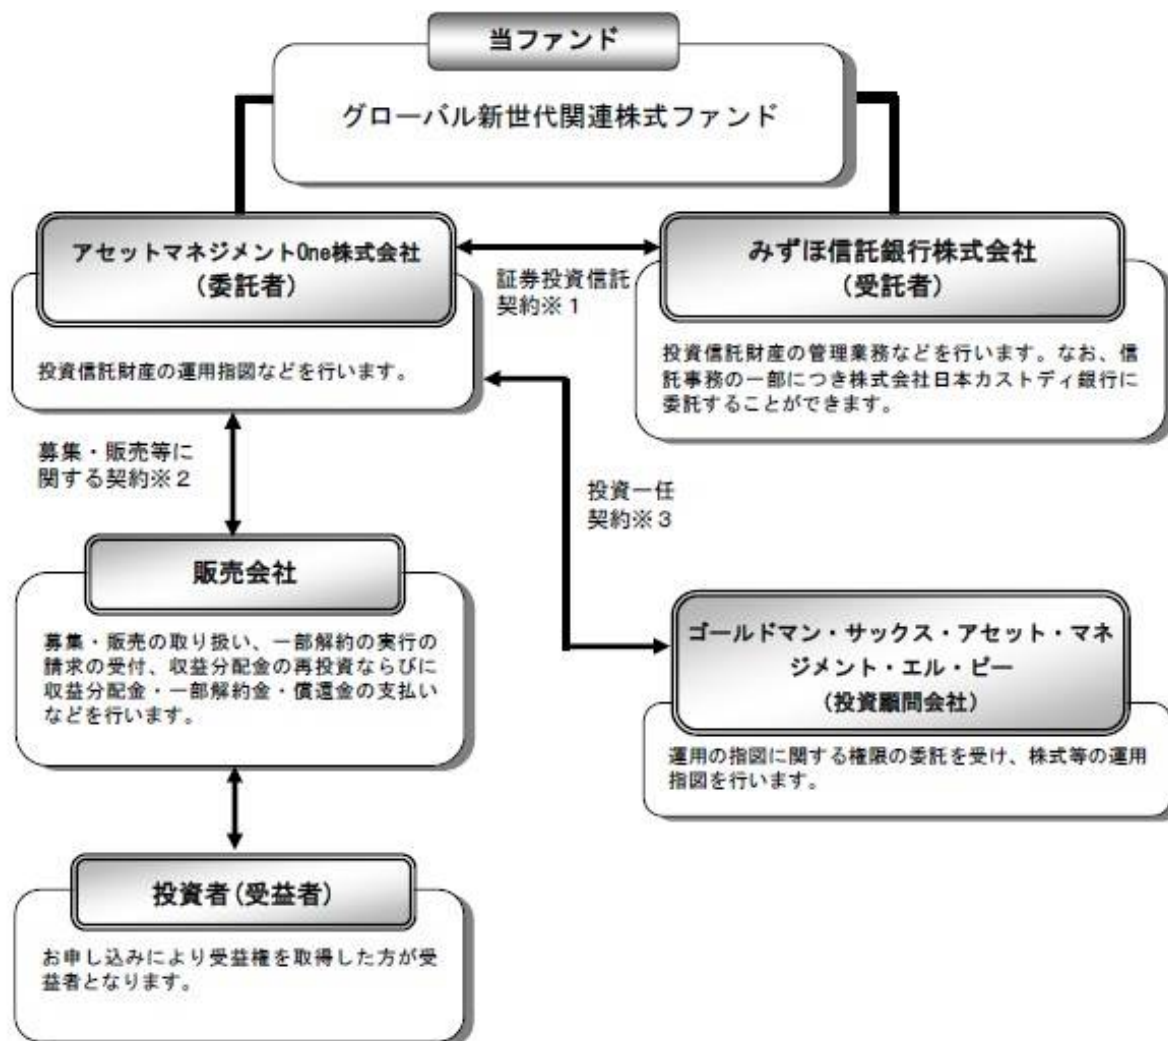 当ファンド
グローバル新世代関連株式ファンド
アセットマネジメントOne株式会社
(委託者)
投資信託財産の運用指図などを行います。
証券投資信託
契約※1
みずほ信託銀行株式会社
(受託者)
投資信託財産の管理業務などを行います。なお、信
託事務の一部につき株式会社日本カストディ銀行に
委託することができます。
募集・販売等に
関する契約※2
投資一任
契約※3
販売会社
募集・販売の取り扱い、一部解約の実行の
請求の受付、収益分配金の再投資ならびに
収益分配金・一部解約金・償還金の支払い
などを行います。
ゴールドマン・サックス・アセット・マネ
ジメント・エル・ピー
(投資顧問会社)
運用の指図に関する権限の委託を受け、株式等の運用
指図を行います。
投資者(受益者)
お申し込みにより受益権を取得した方が受
益者となります。